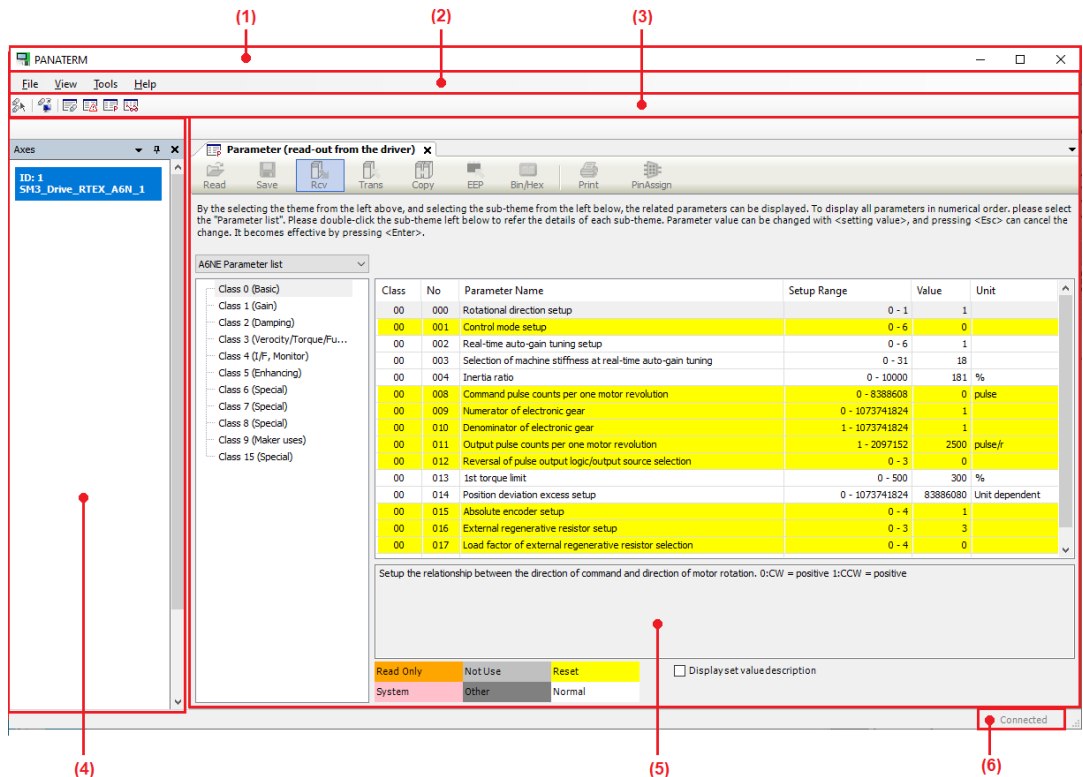 (1) (2) (3)
PANATERM
File View Tools Help
Axes
ID: 1
SM3_Drive_RTEX_A6N_1
Parameter (read-out from the driver)
Read Save Rcv Trans Copy EEP Bin/Hex Print PinAssign
By the selecting the theme from the left above, and selecting the sub-theme from the left below, the related parameters can be displayed. To display all parameters in numerical order. please select
the "Parameter list". Please double-click the sub-theme left below to refer the details of each sub-theme. Parameter value can be changed with <setting value>, and pressing <Esc> can cancel the
change. It becomes effective by pressing <Enter>.
A6NE Parameter list
Class 0 (Basic)
Class 1 (Gain)
Class 2 (Damping)
Class 3 (Verocity/Torque/Fu...
Class 4 (I/F, Monitor)
Class 5 (Enhancing)
Class 6 (Special)
Class 7 (Special)
Class 8 (Special)
Class 9 (Maker uses)
Class 15 (Special)
Class No Parameter Name Setup Range Value Unit
00 000 Rotational direction setup 0 - 1 1
00 001 Control mode setup 0 - 6 0
00 002 Real-time auto-gain tuning setup 0 - 6 1
00 003 Selection of machine stiffness at real-time auto-gain tuning 0 - 31 18
00 004 Inertia ratio 0 - 10000 181 %
00 008 Command pulse counts per one motor revolution 0 - 8388608 0 pulse
00 009 Numerator of electronic gear 0 - 1073741824 1
00 010 Denominator of electronic gear 1 - 1073741824 1
00 011 Output pulse counts per one motor revolution 1 - 2097152 2500 pulse/r
00 012 Reversal of pulse output logic/output source selection 0 - 3 0
00 013 1st torque limit 0 - 500 300 %
00 014 Position deviation excess setup 0 - 1073741824 83886080 Unit dependent
00 015 Absolute encoder setup 0 - 4 1
00 016 External regenerative resistor setup 0 - 3 3
00 017 Load factor of external regenerative resistor selection 0 - 4 0
Setup the relationship between the direction of command and direction of motor rotation. 0:CW = positive 1:CCW = positive
Read Only Not Use Reset
System Other Normal
Display set value description
Connected
(4) (5) (6)